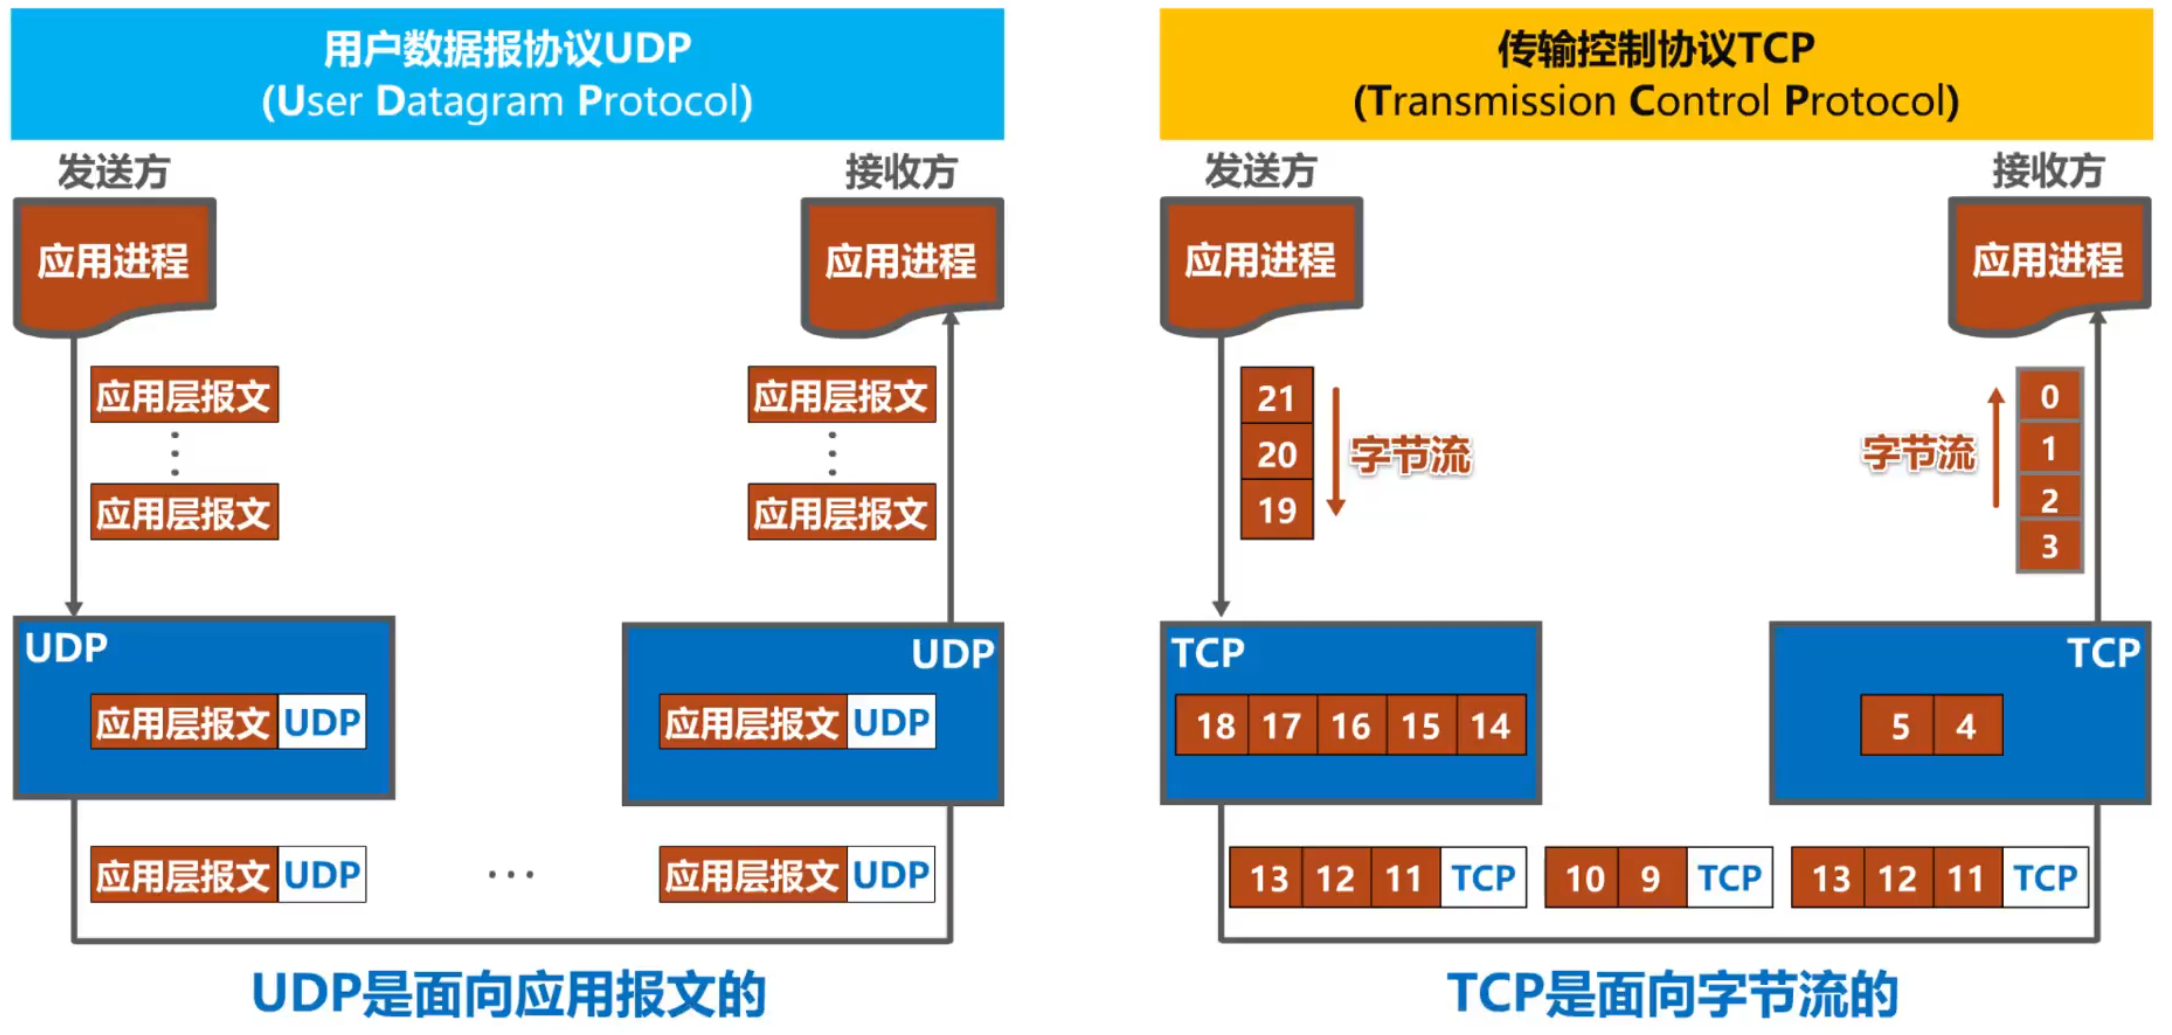 用户数据报协议UDP
(User Datagram Protocol)
发送方
接收方
应用进程
应用进程
应用层报文
应用层报文
应用层报文
应用层报文
UDP
UDP
应用层报文 UDP
应用层报文 UDP
应用层报文 UDP
...
应用层报文 UDP
UDP是面向应用报文的
传输控制协议TCP
(Transmission Control Protocol)
发送方
接收方
应用进程
应用进程
21
20
19
字节流
字节流
0
1
2
3
TCP
TCP
18 17 16 15 14
5 4
13 12 11 TCP
10 9 TCP
13 12 11 TCP
TCP是面向字节流的